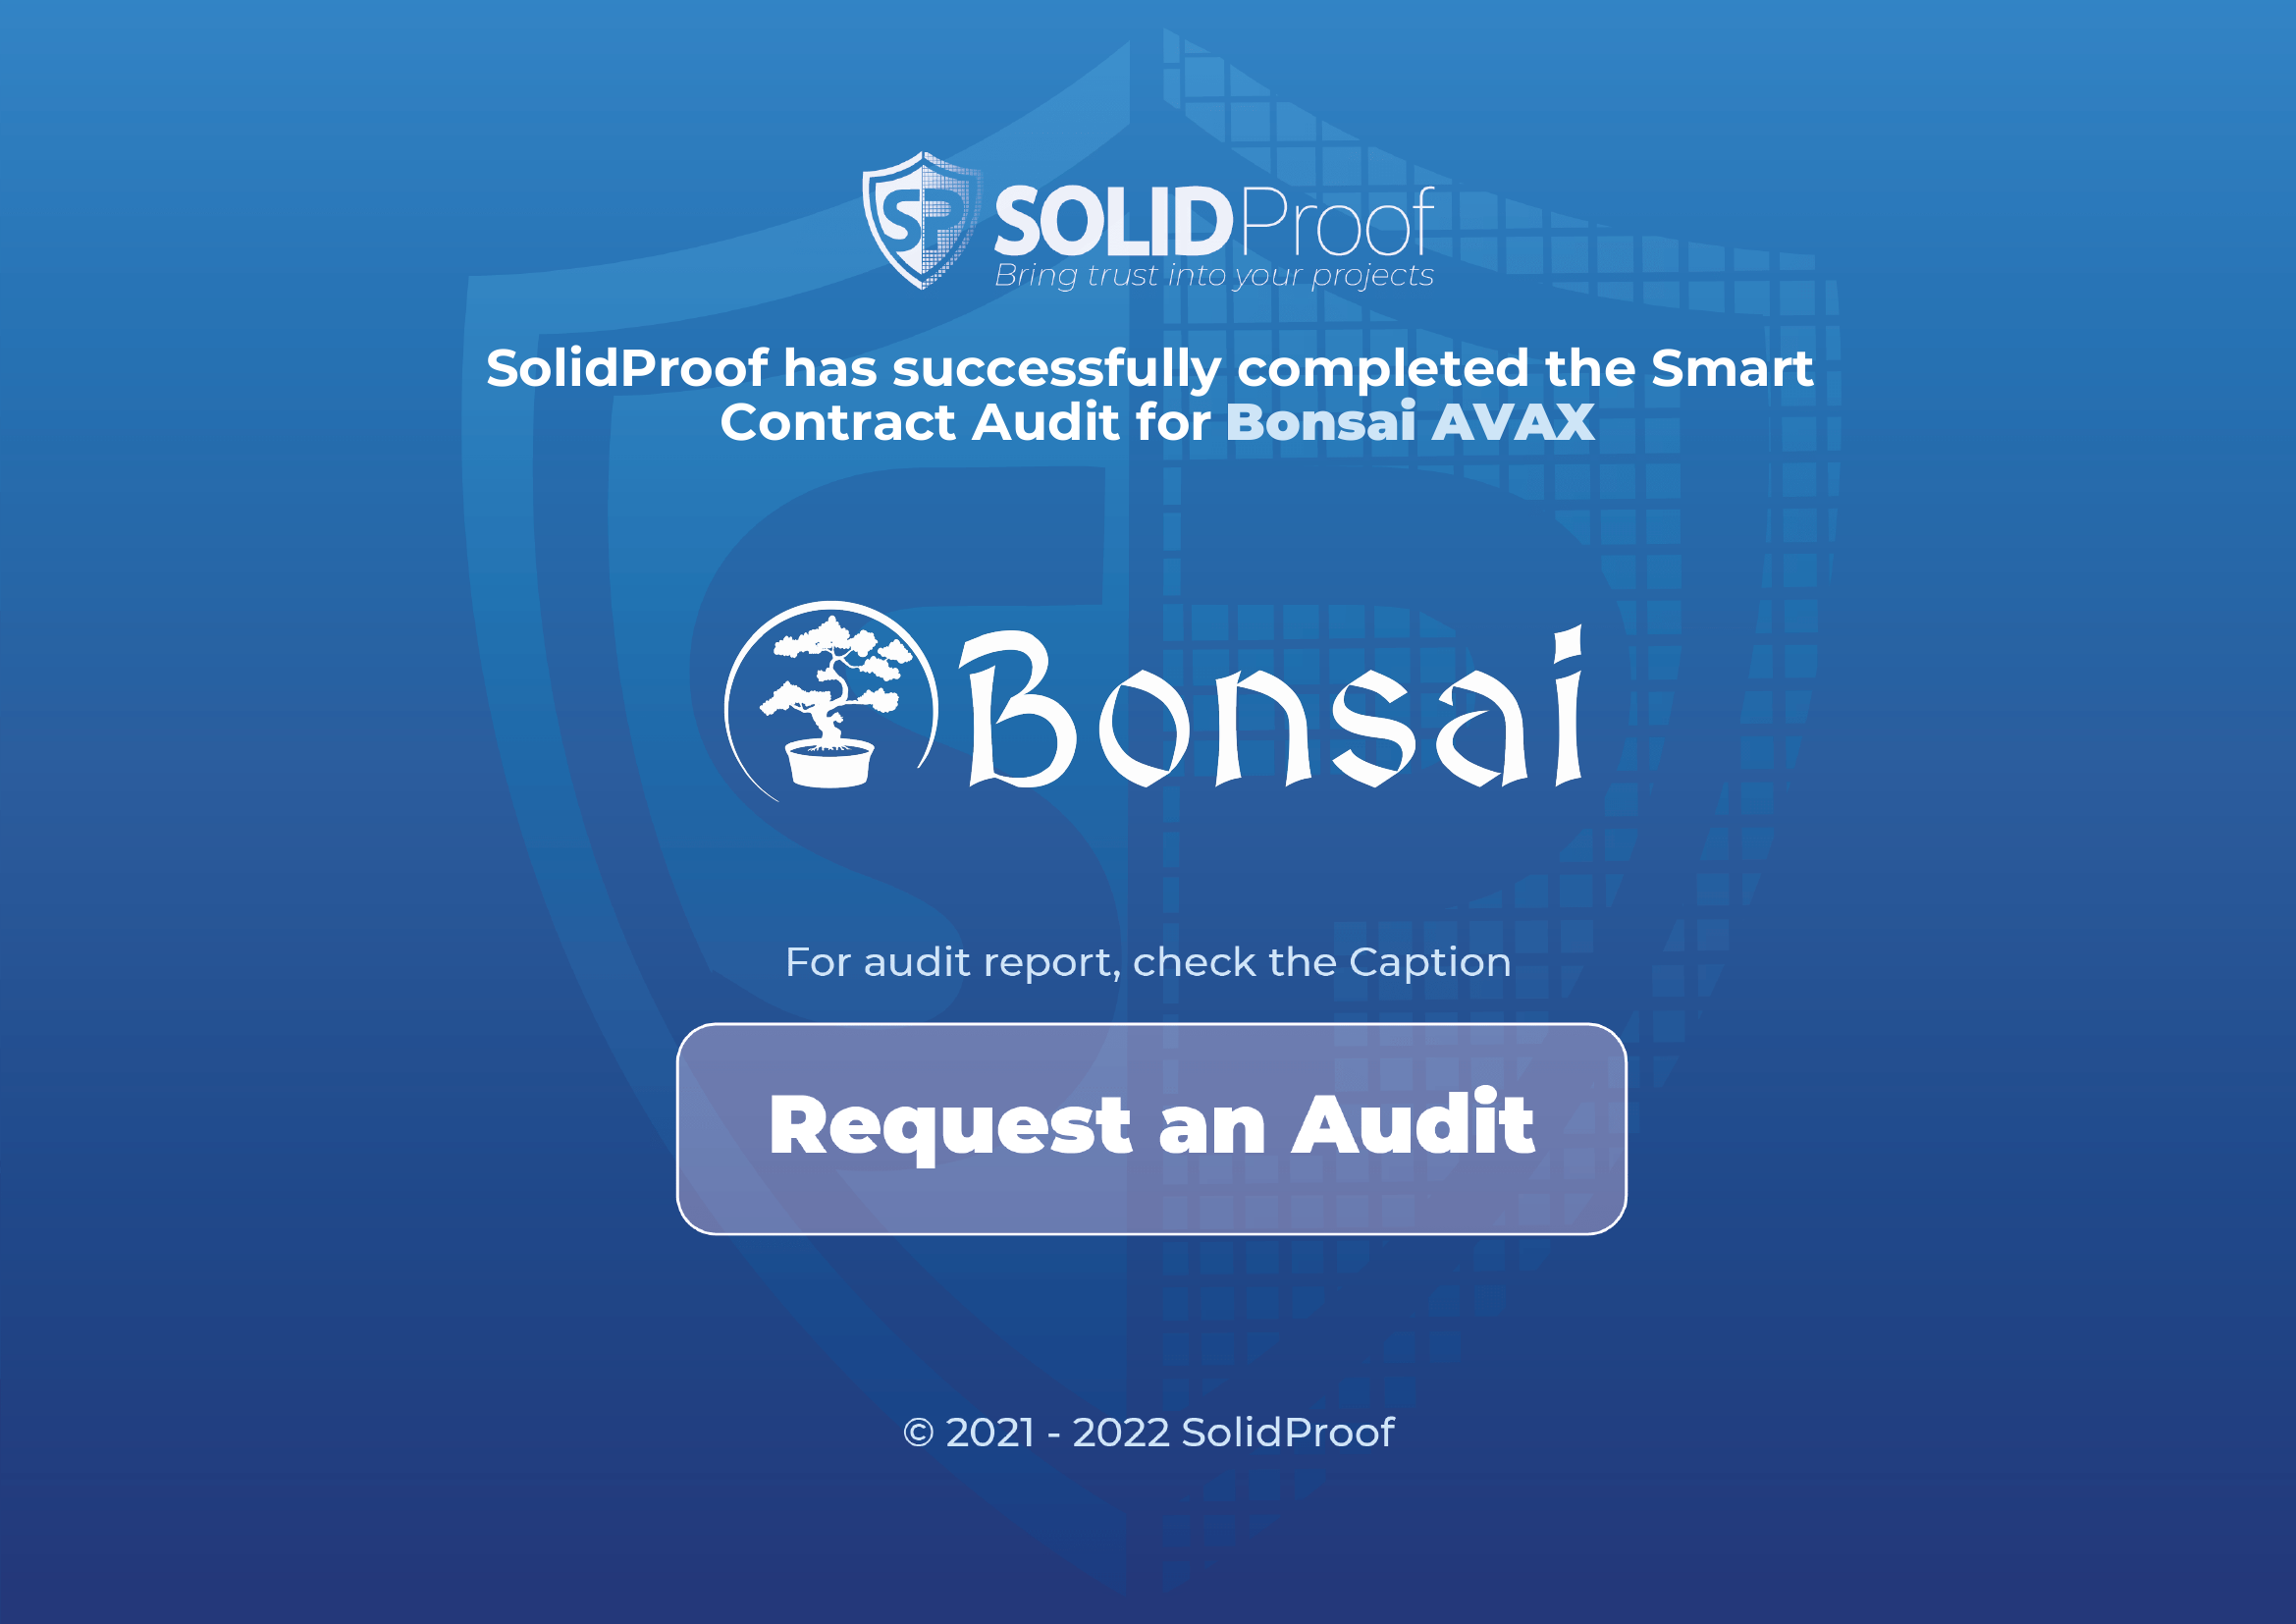 SP SOLIDProof
Bring trust into your projects
SolidProof has successfully completed the Smart
Contract Audit for Bonsai AVAX
Bonsai
For audit report, check the Caption
Request an Audit
© 2021 - 2022 SolidProof